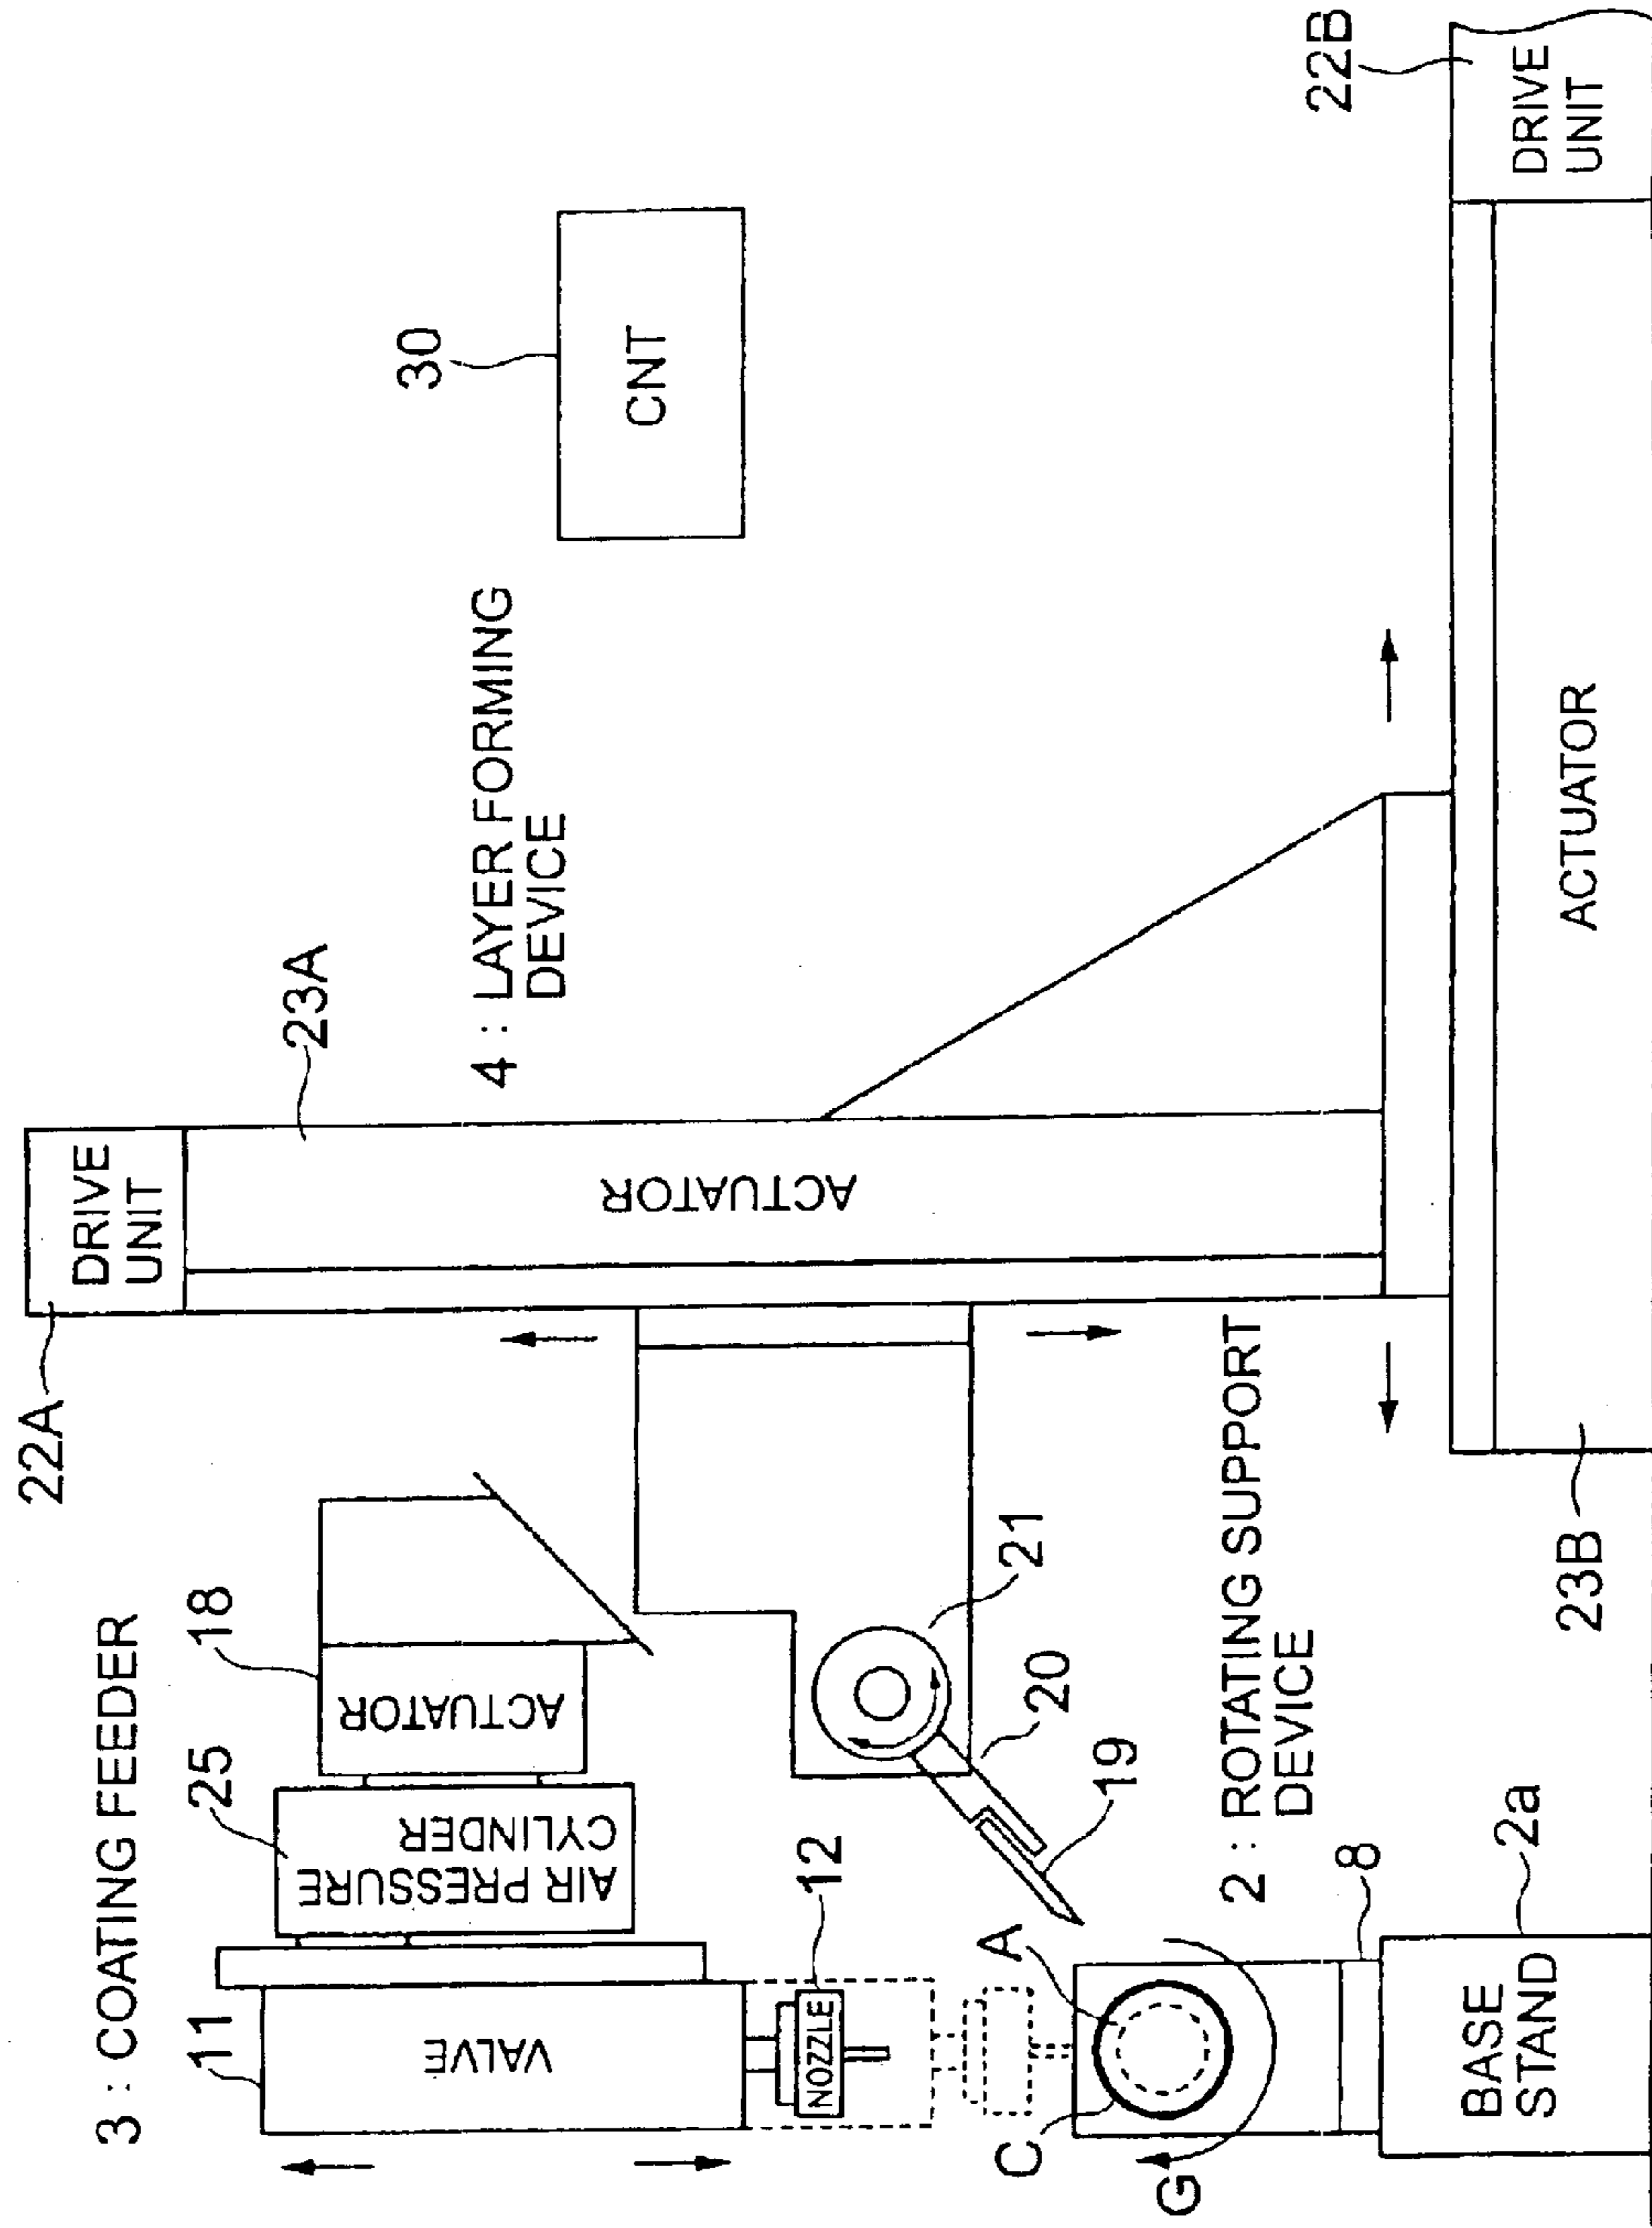 3 : COATING FEEDER
11
25
18
22A
VALVE
AIR PRESSURE
CYLINDER
ACTUATOR
DRIVE
UNIT
23A
ACTUATOR
4 : LAYER FORMING
DEVICE
30
CNT
12
NOZZLE
21
20
19
A
C
G
2 : ROTATING SUPPORT
DEVICE
8
2a
BASE
STAND
23B
ACTUATOR
22B
DRIVE
UNIT